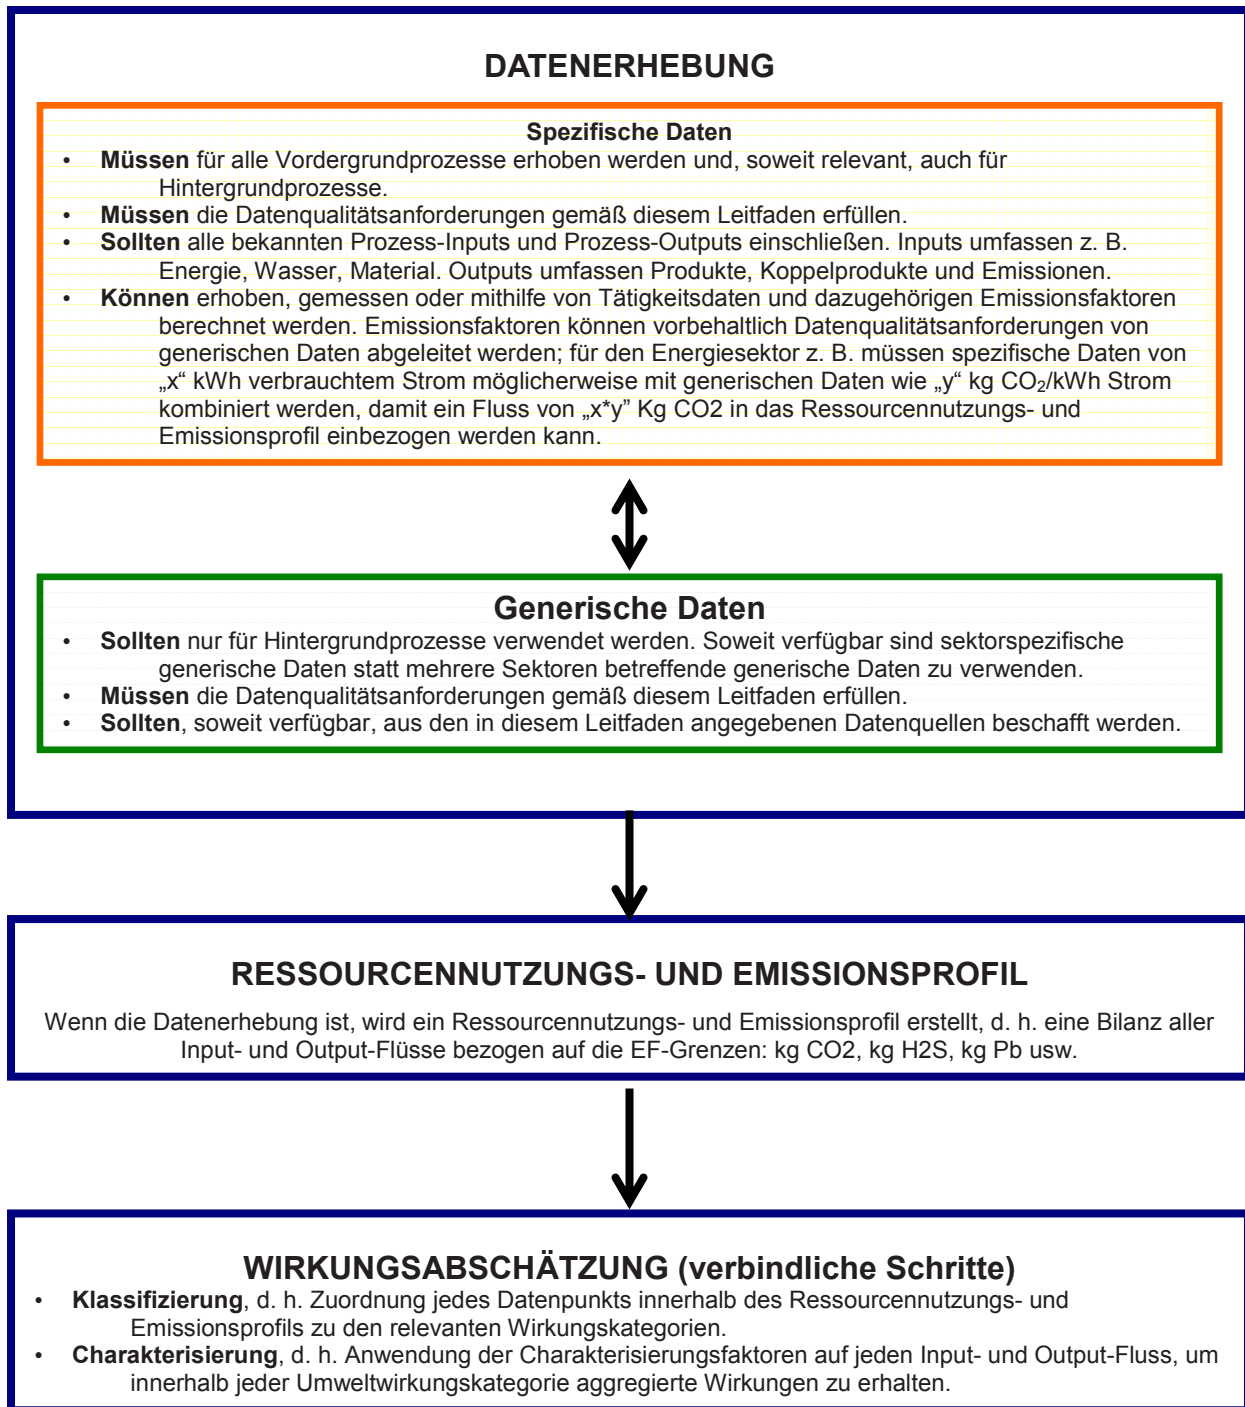 DATENERHEBUNG
Spezifische Daten
• Müssen für alle Vordergrundprozesse erhoben werden und, soweit relevant, auch für
Hintergrundprozesse.
• Müssen die Datenqualitätsanforderungen gemäß diesem Leitfaden erfüllen.
• Sollten alle bekannten Prozess-Inputs und Prozess-Outputs einschließen. Inputs umfassen z. B.
Energie, Wasser, Material. Outputs umfassen Produkte, Koppelprodukte und Emissionen.
• Können erhoben, gemessen oder mithilfe von Tätigkeitsdaten und dazugehörigen Emissionsfaktoren
berechnet werden. Emissionsfaktoren können vorbehaltlich Datenqualitätsanforderungen von
generischen Daten abgeleitet werden; für den Energiesektor z. B. müssen spezifische Daten von
„x“ kWh verbrauchtem Strom möglicherweise mit generischen Daten wie „y“ kg CO₂/kWh Strom
kombiniert werden, damit ein Fluss von „x*y” Kg CO2 in das Ressourcennutzungs- und
Emissionsprofil einbezogen werden kann.
Generische Daten
• Sollten nur für Hintergrundprozesse verwendet werden. Soweit verfügbar sind sektorspezifische
generische Daten statt mehrere Sektoren betreffende generische Daten zu verwenden.
• Müssen die Datenqualitätsanforderungen gemäß diesem Leitfaden erfüllen.
• Sollten, soweit verfügbar, aus den in diesem Leitfaden angegebenen Datenquellen beschafft werden.
RESSOURCENNUTZUNGS- UND EMISSIONSPROFIL
Wenn die Datenerhebung ist, wird ein Ressourcennutzungs- und Emissionsprofil erstellt, d. h. eine Bilanz aller
Input- und Output-Flüsse bezogen auf die EF-Grenzen: kg CO2, kg H2S, kg Pb usw.
WIRKUNGSABSCHÄTZUNG (verbindliche Schritte)
• Klassifizierung, d. h. Zuordnung jedes Datenpunkts innerhalb des Ressourcennutzungs- und
Emissionsprofils zu den relevanten Wirkungskategorien.
• Charakterisierung, d. h. Anwendung der Charakterisierungsfaktoren auf jeden Input- und Output-Fluss, um
innerhalb jeder Umweltwirkungskategorie aggregierte Wirkungen zu erhalten.